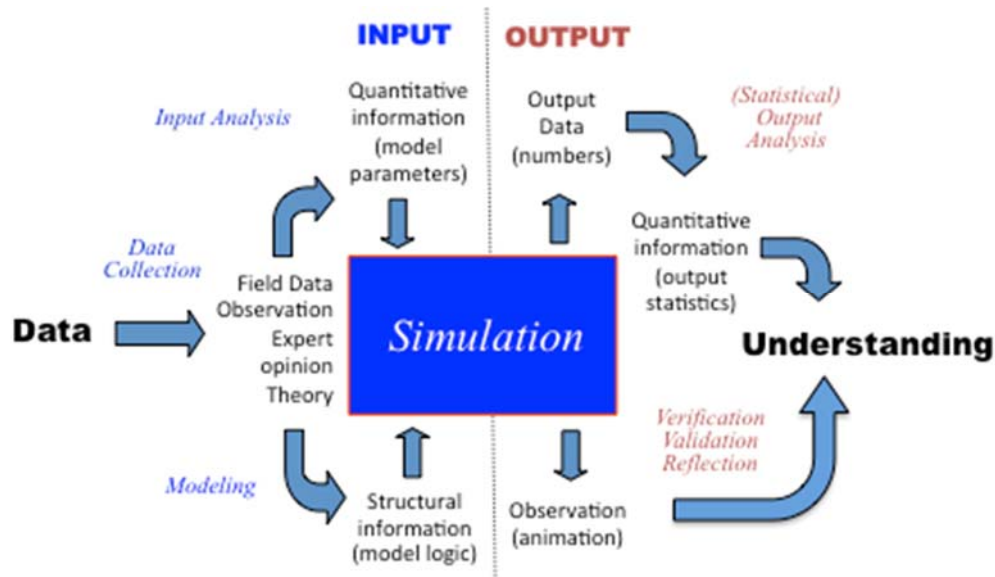 INPUT
OUTPUT
Input Analysis
Quantitative
information
(model
parameters)
Output
Data
(numbers)
(Statistical)
Output
Analysis
Data
Collection
Quantitative
information
(output
statistics)
Data
Field Data
Observation
Expert
opinion
Theory
Simulation
Understanding
Modeling
Structural
information
(model logic)
Observation
(animation)
Verification
Validation
Reflection